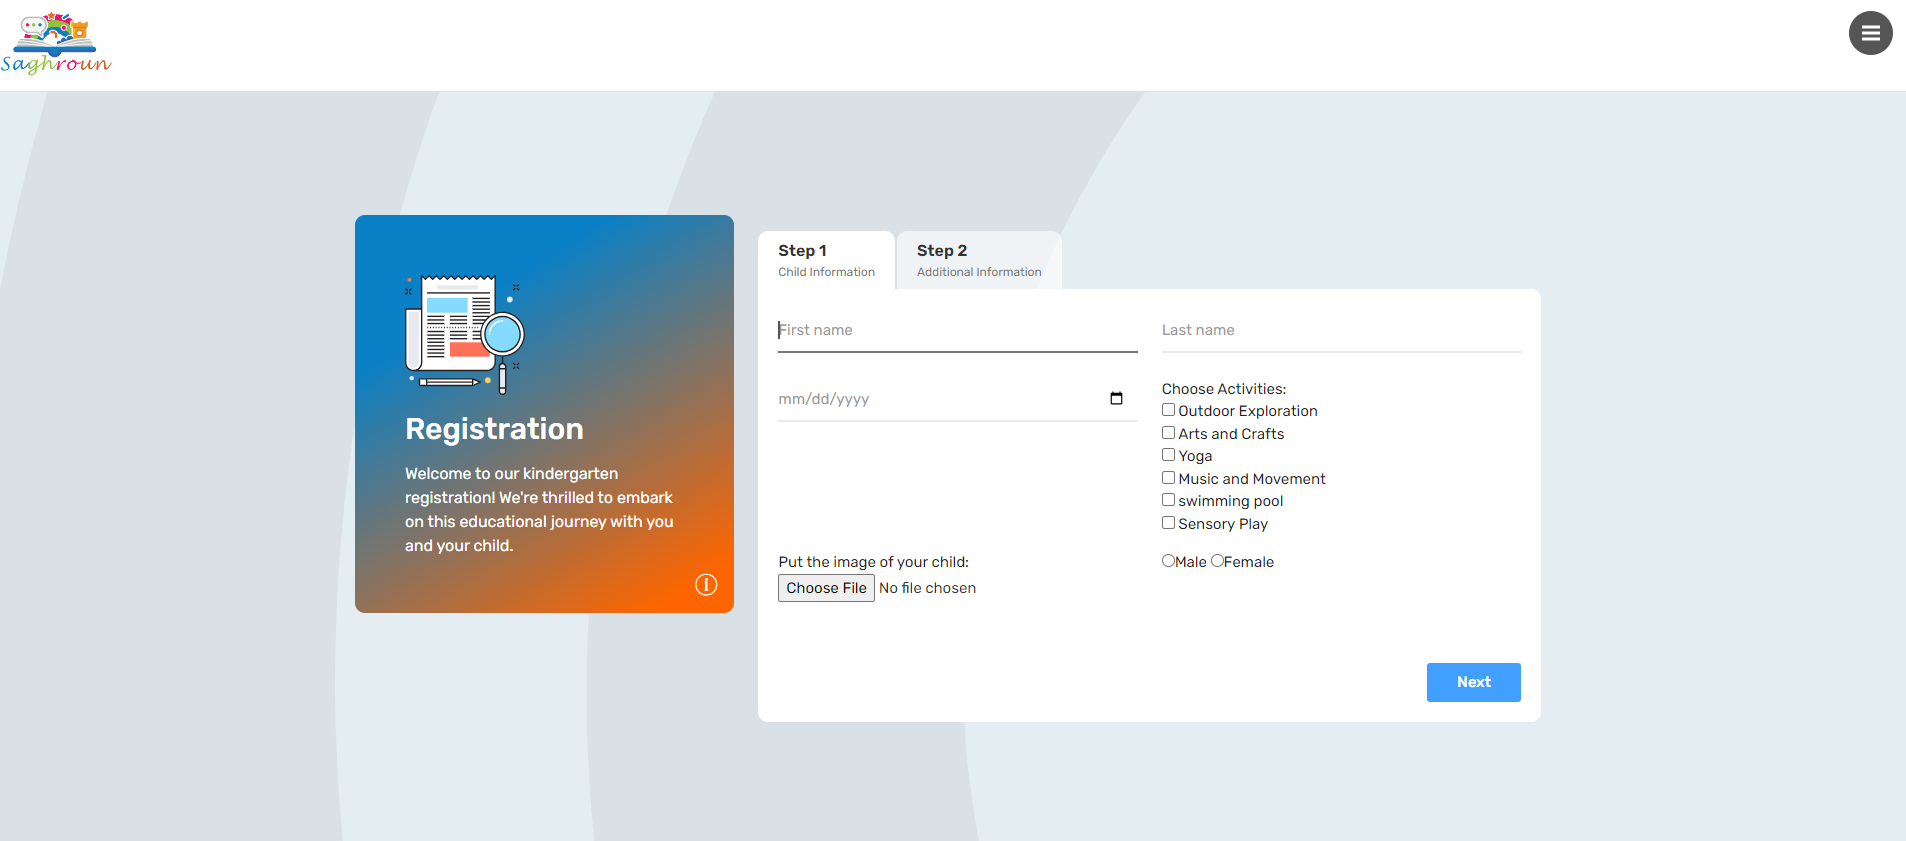 Saghroun
Registration
Welcome to our kindergarten
registration! We're thrilled to embark
on this educational journey with you
and your child.
Step 1
Child Information
Step 2
Additional Information
First name
Last name
mm/dd/yyyy
Choose Activities:
Outdoor Exploration
Arts and Crafts
Yoga
Music and Movement
swimming pool
Sensory Play
Put the image of your child:
Choose File No file chosen
Male Female
Next